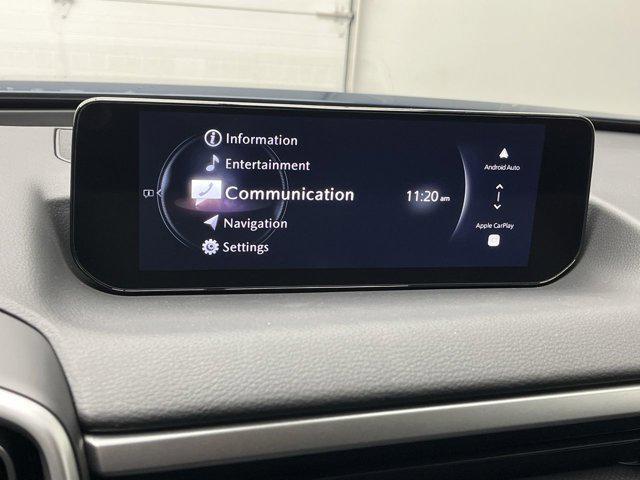 Information
Entertainment
Communication
Navigation
Settings
11:20 am
Android Auto
Apple CarPlay